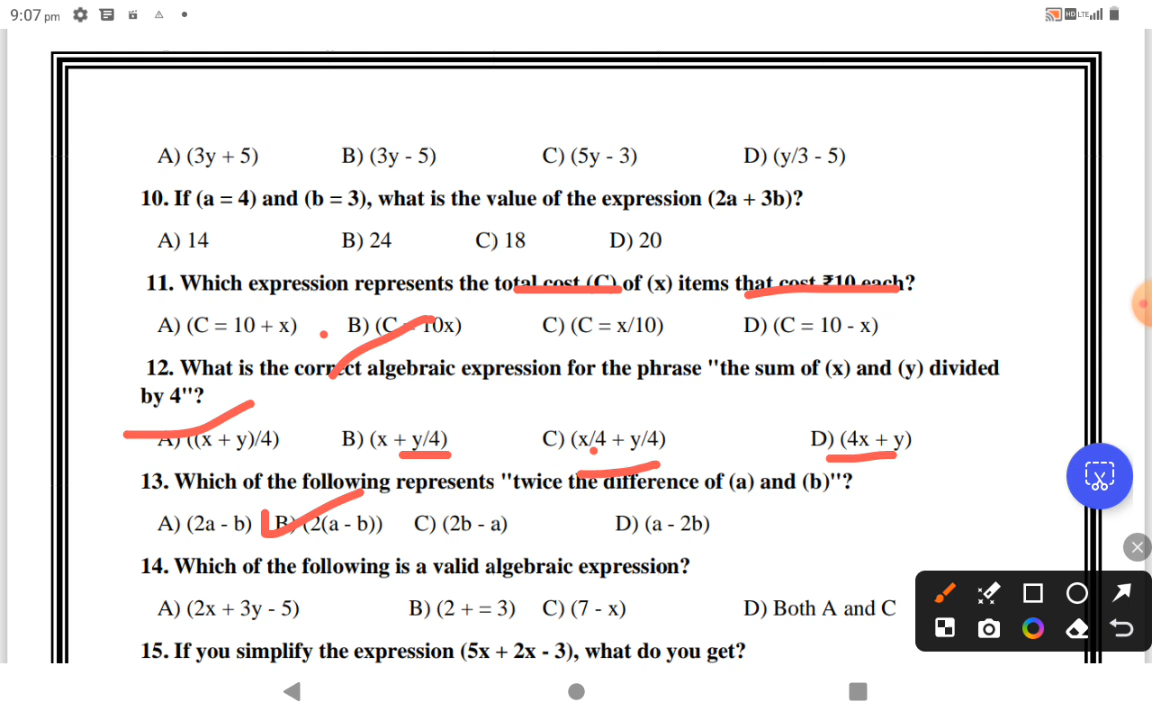 9:07 pm HD LTE
A) (3y + 5) B) (3y - 5) C) (5y - 3) D) (y/3 - 5)
10. If (a = 4) and (b = 3), what is the value of the expression (2a + 3b)?
A) 14 B) 24 C) 18 D) 20
11. Which expression represents the total cost (C) of (x) items that cost ₹10 each?
A) (C = 10 + x) B) (C = 10x) C) (C = x/10) D) (C = 10 - x)
12. What is the correct algebraic expression for the phrase "the sum of (x) and (y) divided
by 4"?
A) ((x + y)/4) B) (x + y/4) C) (x/4 + y/4) D) (4x + y)
13. Which of the following represents "twice the difference of (a) and (b)"?
A) (2a - b) B) (2(a - b)) C) (2b - a) D) (a - 2b)
14. Which of the following is a valid algebraic expression?
A) (2x + 3y - 5) B) (2 + = 3) C) (7 - x) D) Both A and C
15. If you simplify the expression (5x + 2x - 3), what do you get?